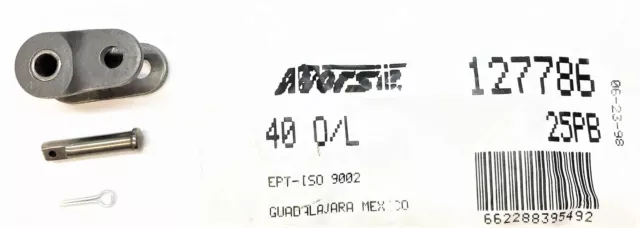 127786
40 O/L
25PB
06-23-98
EPT-ISO 9002
GUADALAJARA MEXICO
662288395492